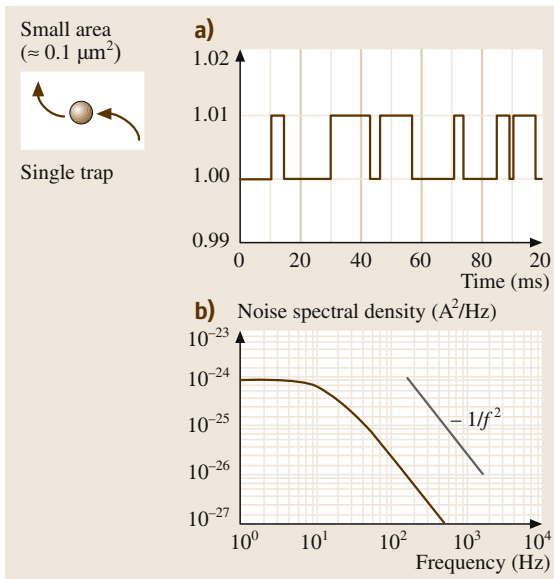 Small area
(≈ 0.1 µm²)
Single trap
a)
1.02
1.01
1.00
0.99
20 40 60 80 20
Time (ms)
b) Noise spectral density (A²/Hz)
10⁻²³
10⁻²⁴
10⁻²⁵
10⁻²⁶
10⁻²⁷
– 1/f²
10⁰ 10¹ 10² 10³ 10⁴
Frequency (Hz)